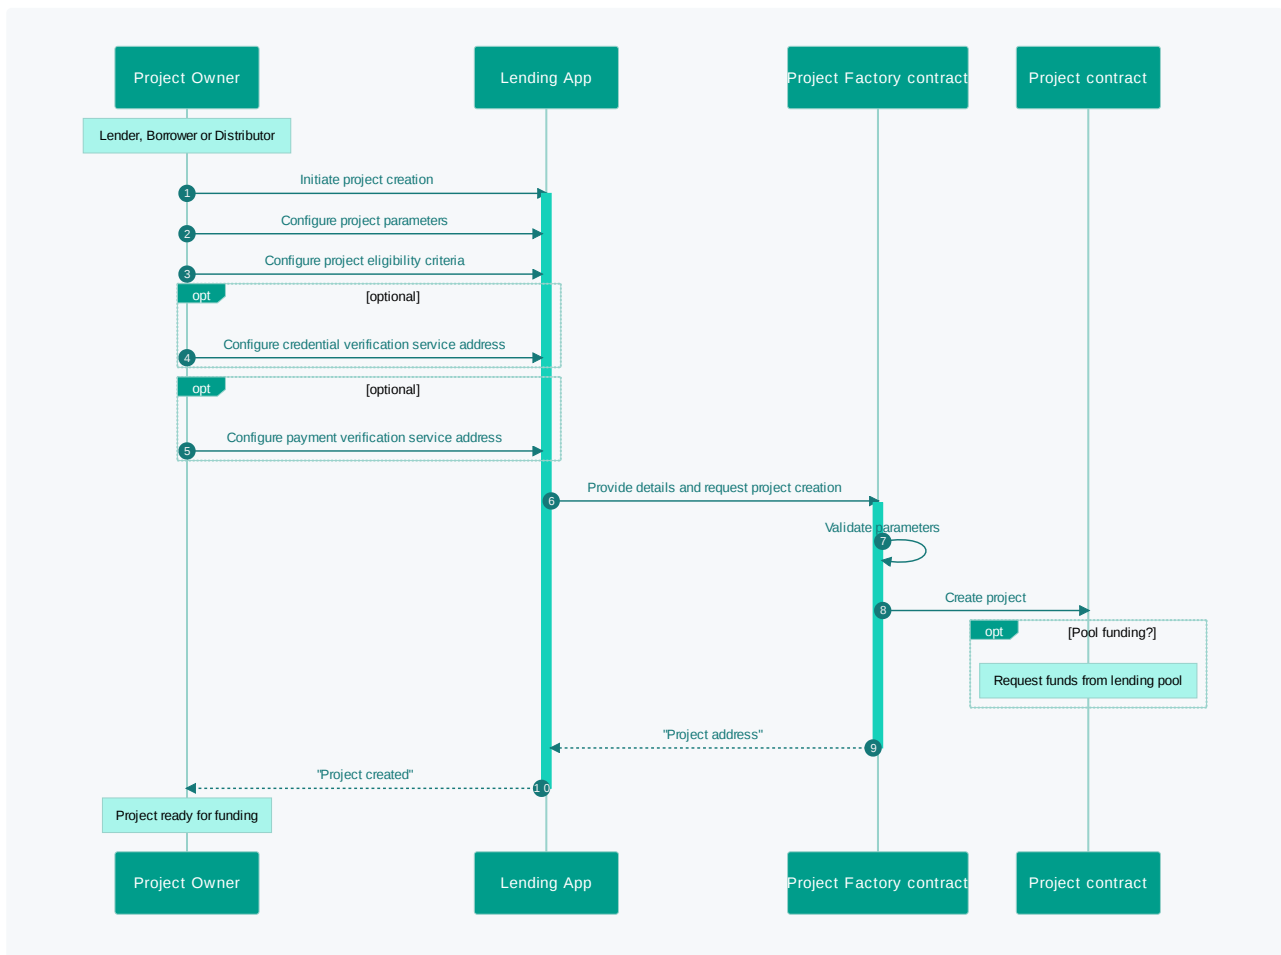 Project Owner
Lending App
Project Factory contract
Project contract
Lender, Borrower or Distributor
Initiate project creation
1
Configure project parameters
2
Configure project eligibility criteria
3
opt
[optional]
Configure credential verification service address
4
opt
[optional]
Configure payment verification service address
5
Provide details and request project creation
6
Validate parameters
7
Create project
8
opt
[Pool funding?]
Request funds from lending pool
"Project address"
9
"Project created"
10
Project ready for funding
Project Owner
Lending App
Project Factory contract
Project contract